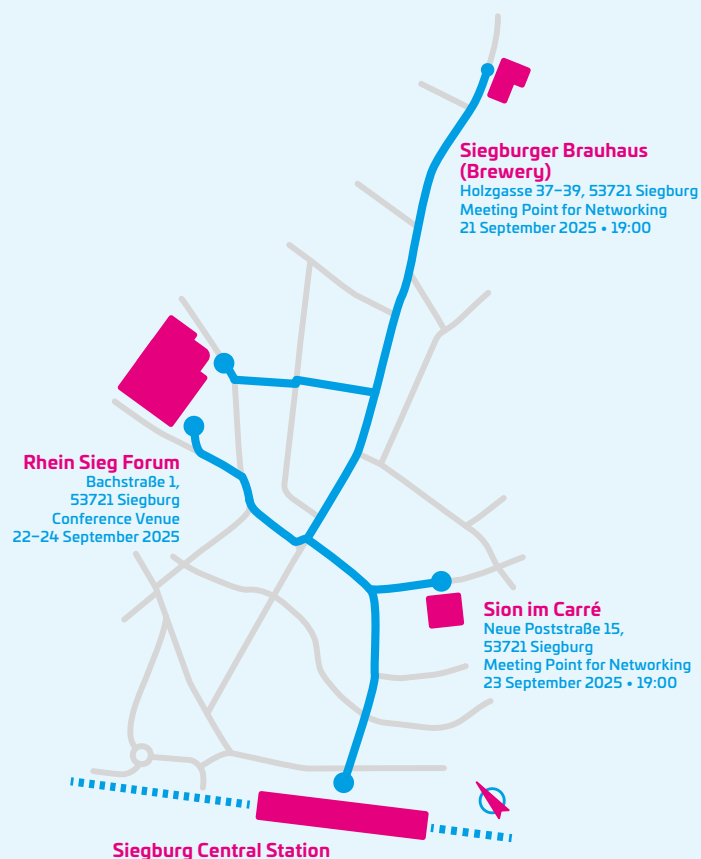 Siegburger Brauhaus
(Brewery)
Holzgasse 37–39, 53721 Siegburg
Meeting Point for Networking
21 September 2025 • 19:00
Rhein Sieg Forum
Bachstraße 1,
53721 Siegburg
Conference Venue
22–24 September 2025
Sion im Carré
Neue Poststraße 15,
53721 Siegburg
Meeting Point for Networking
23 September 2025 • 19:00
Siegburg Central Station